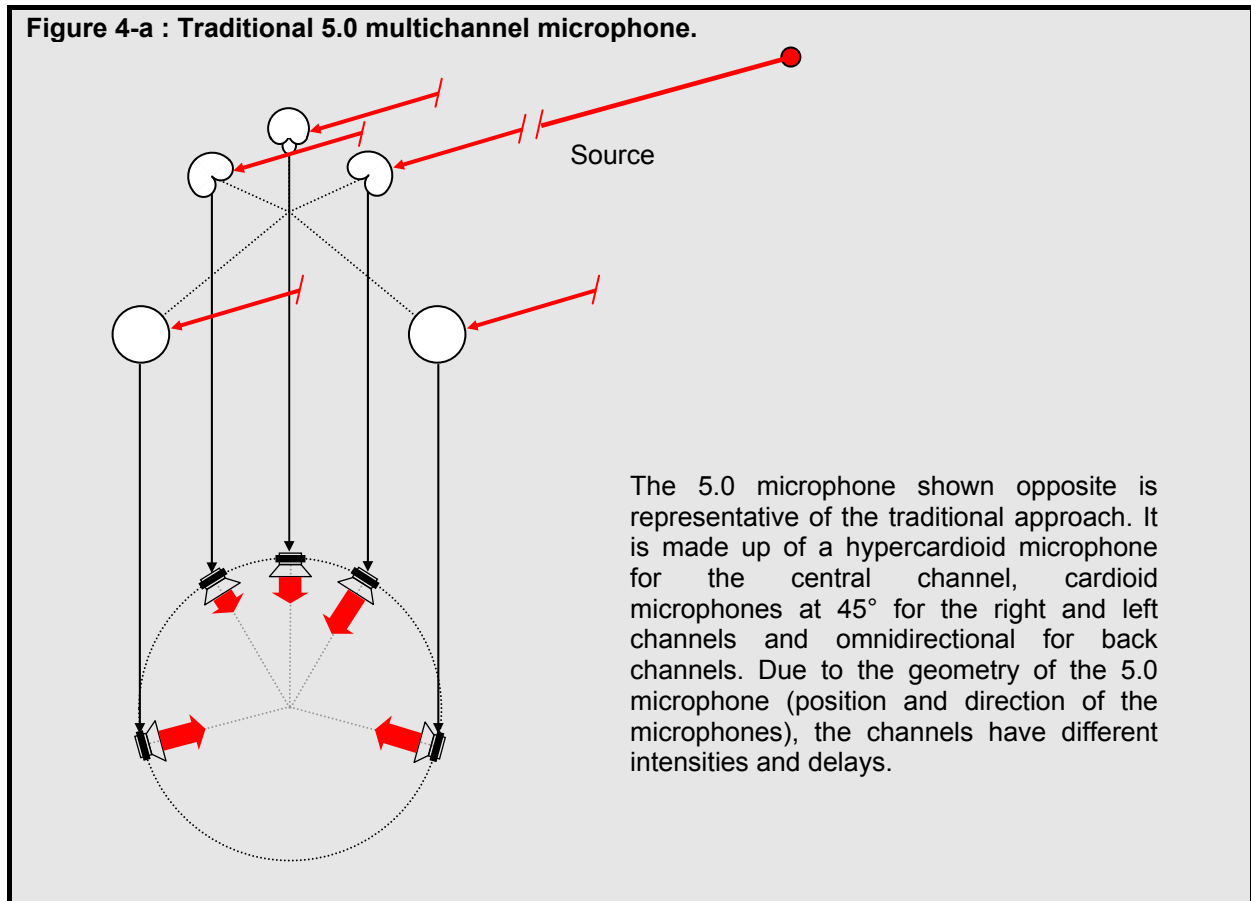 Figure 4-a : Traditional 5.0 multichannel microphone.
Source
The 5.0 microphone shown opposite is
representative of the traditional approach. It
is made up of a hypercardioid microphone
for the central channel, cardioid
microphones at 45° for the right and left
channels and omnidirectional for back
channels. Due to the geometry of the 5.0
microphone (position and direction of the
microphones), the channels have different
intensities and delays.